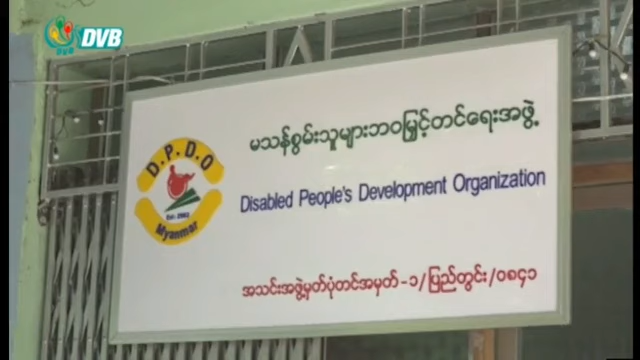 DVB
မသန်စွမ်းသူများဘဝမြှင့်တင်ရေးအဖွဲ့
D.P.D.O
Est: 2003
Myanmar
Disabled People's Development Organization
အသင်းအဖွဲ့မှတ်ပုံတင်အမှတ် -၁/ပြည်တွင်း/၀၈၄၁